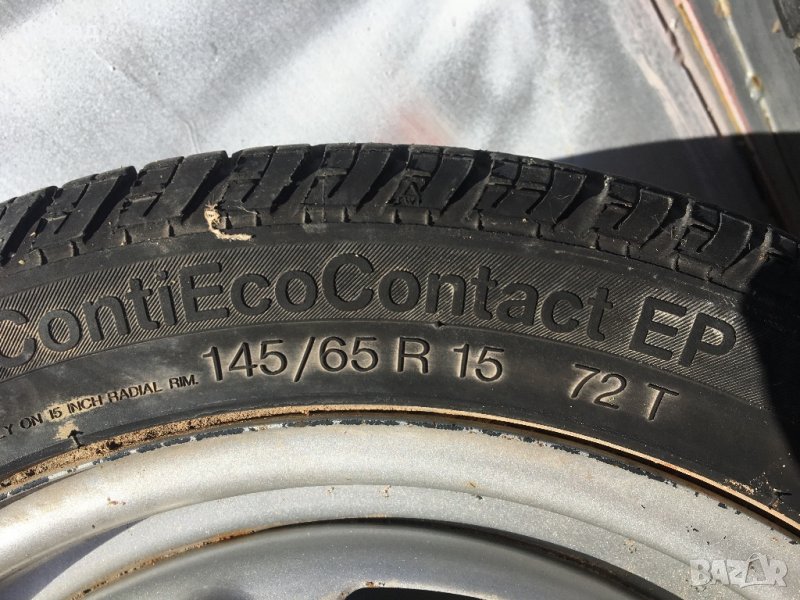 ContiEcoContact EP
145/65 R 15 72 T
ON 15 INCH RADIAL RIM.
BAZAR